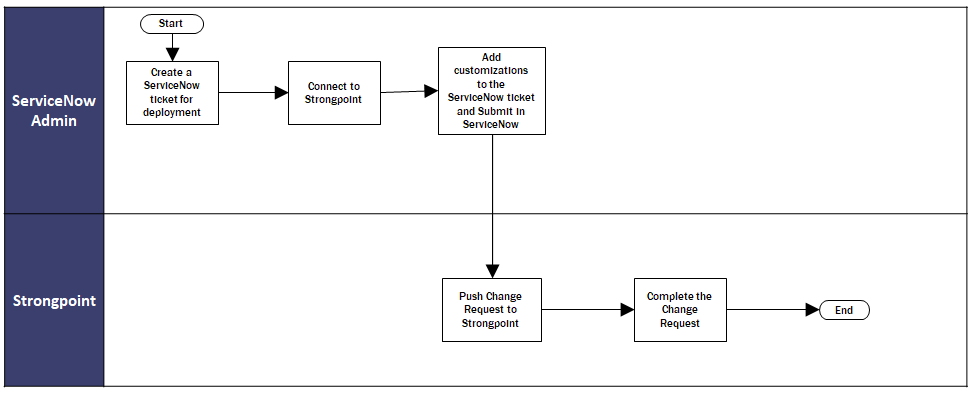 ServiceNow
Admin
Start
Create a
ServiceNow
ticket for
deployment
Connect to
Strongpoint
Add
customizations
to the
ServiceNow ticket
and Submit in
ServiceNow
Strongpoint
Push Change
Request to
Strongpoint
Complete the
Change
Request
End